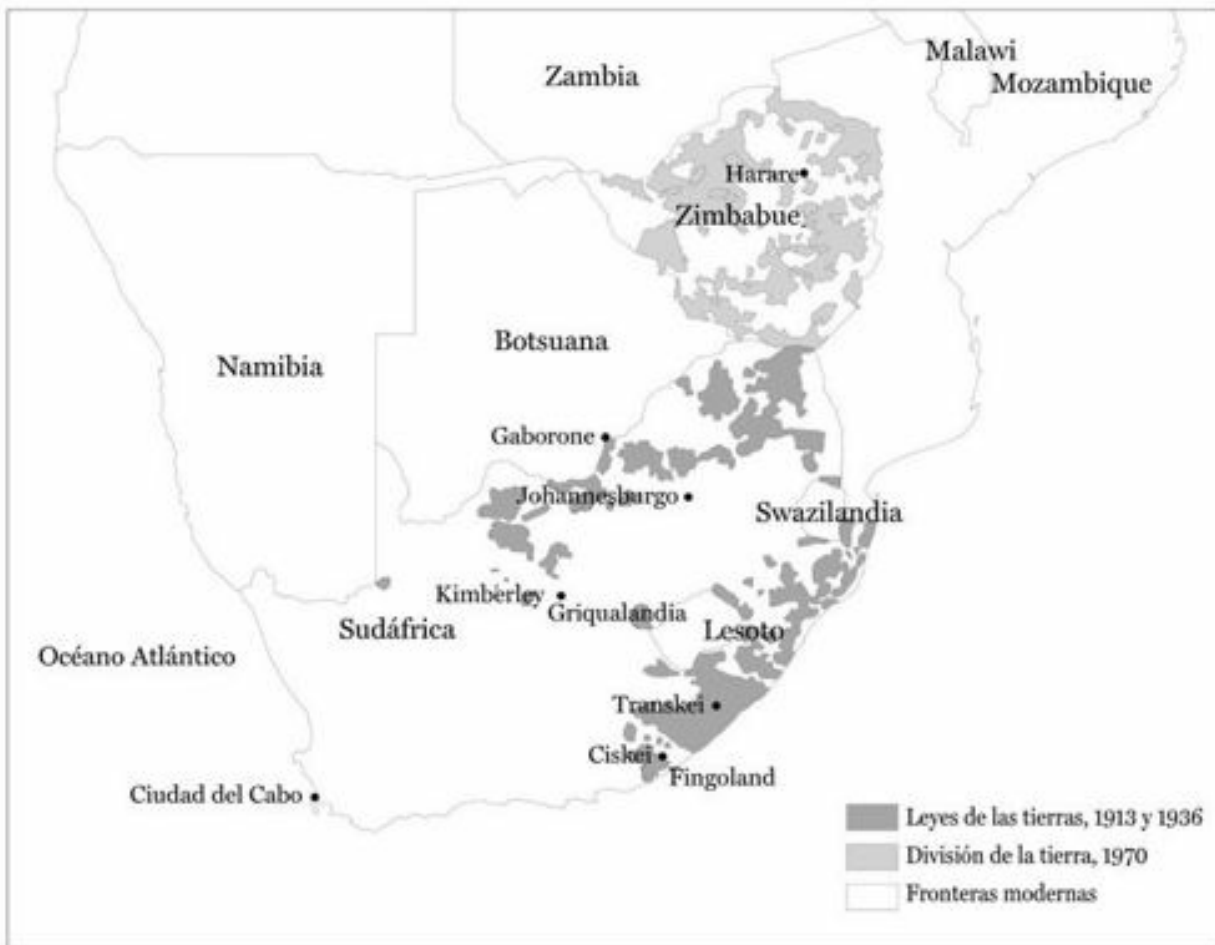 Malawi
Zambia
Mozambique
Harare
Zimbabue
Botsuana
Namibia
Gaborone
Johannesburgo
Swazilandia
Kimberley
Griqualandia
Sudáfrica
Lesoto
Océano Atlántico
Transkei
Ciskei
Fingoland
Ciudad del Cabo
Leyes de las tierras, 1913 y 1936
División de la tierra, 1970
Fronteras modernas